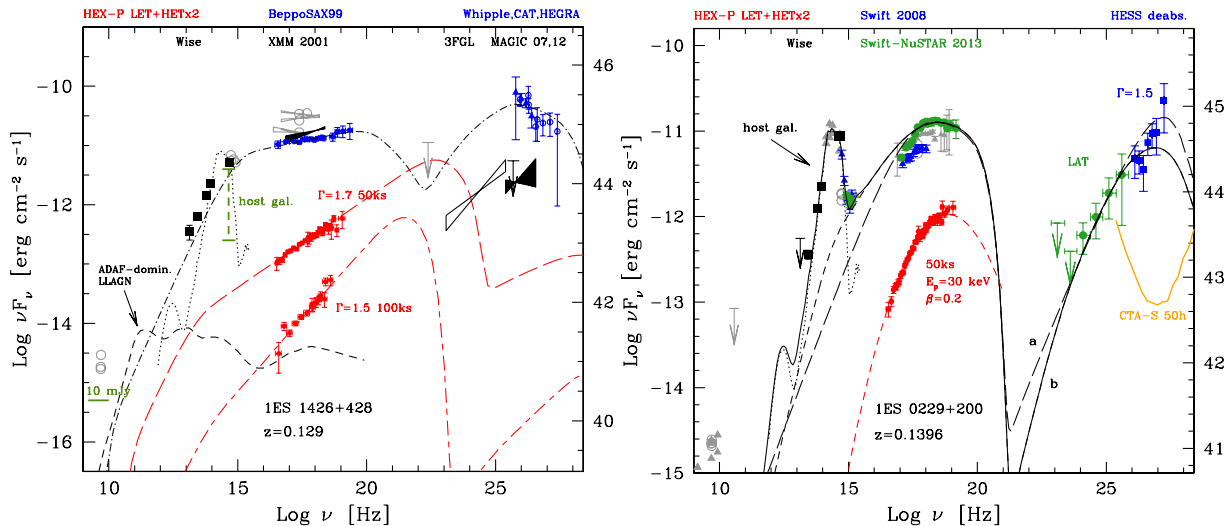 HEX-P LET+HETx2 BeppoSAX99 Whipple,CAT,HEGRA
Wise XMM 2001 3FGL MAGIC 07,12
-10
-12
-14
-16
Log νFν [erg cm⁻² s⁻¹]
46
44
42
40
host gal.
Γ=1.7 50ks
ADAF-domin.
LLAGN
Γ=1.5 100ks
10 mJy
1ES 1426+428
z=0.129
10 15 20 25
Log ν [Hz]
HEX-P LET+HETx2 Swift 2008 HESS deabs.
Wise Swift-NuSTAR 2013
-10
-11
-12
-13
-14
-15
Log νFν [erg cm⁻² s⁻¹]
45
44
43
42
41
Γ=1.5
host gal.
LAT
50ks
Ep=30 keV
β=0.2
CTA-S 50h
a
b
1ES 0229+200
z=0.1396
10 15 20 25
Log ν [Hz]